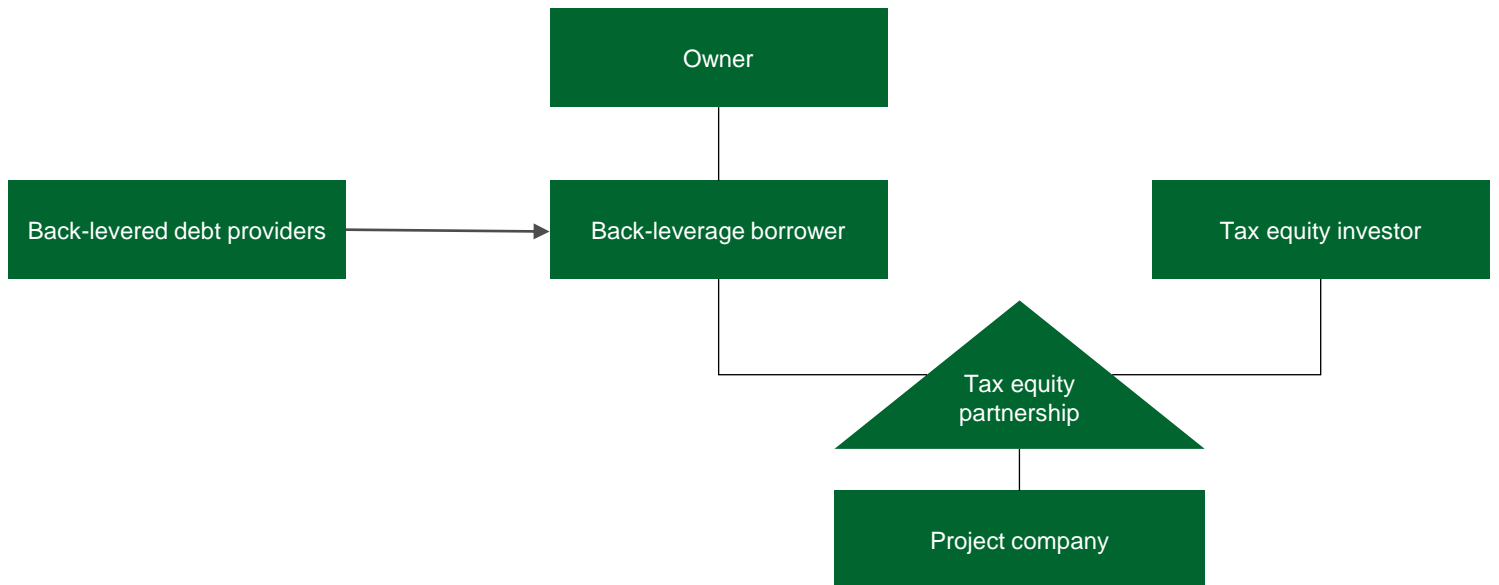 Owner
Back-levered debt providers
Back-leverage borrower
Tax equity investor
Tax equity
partnership
Project company